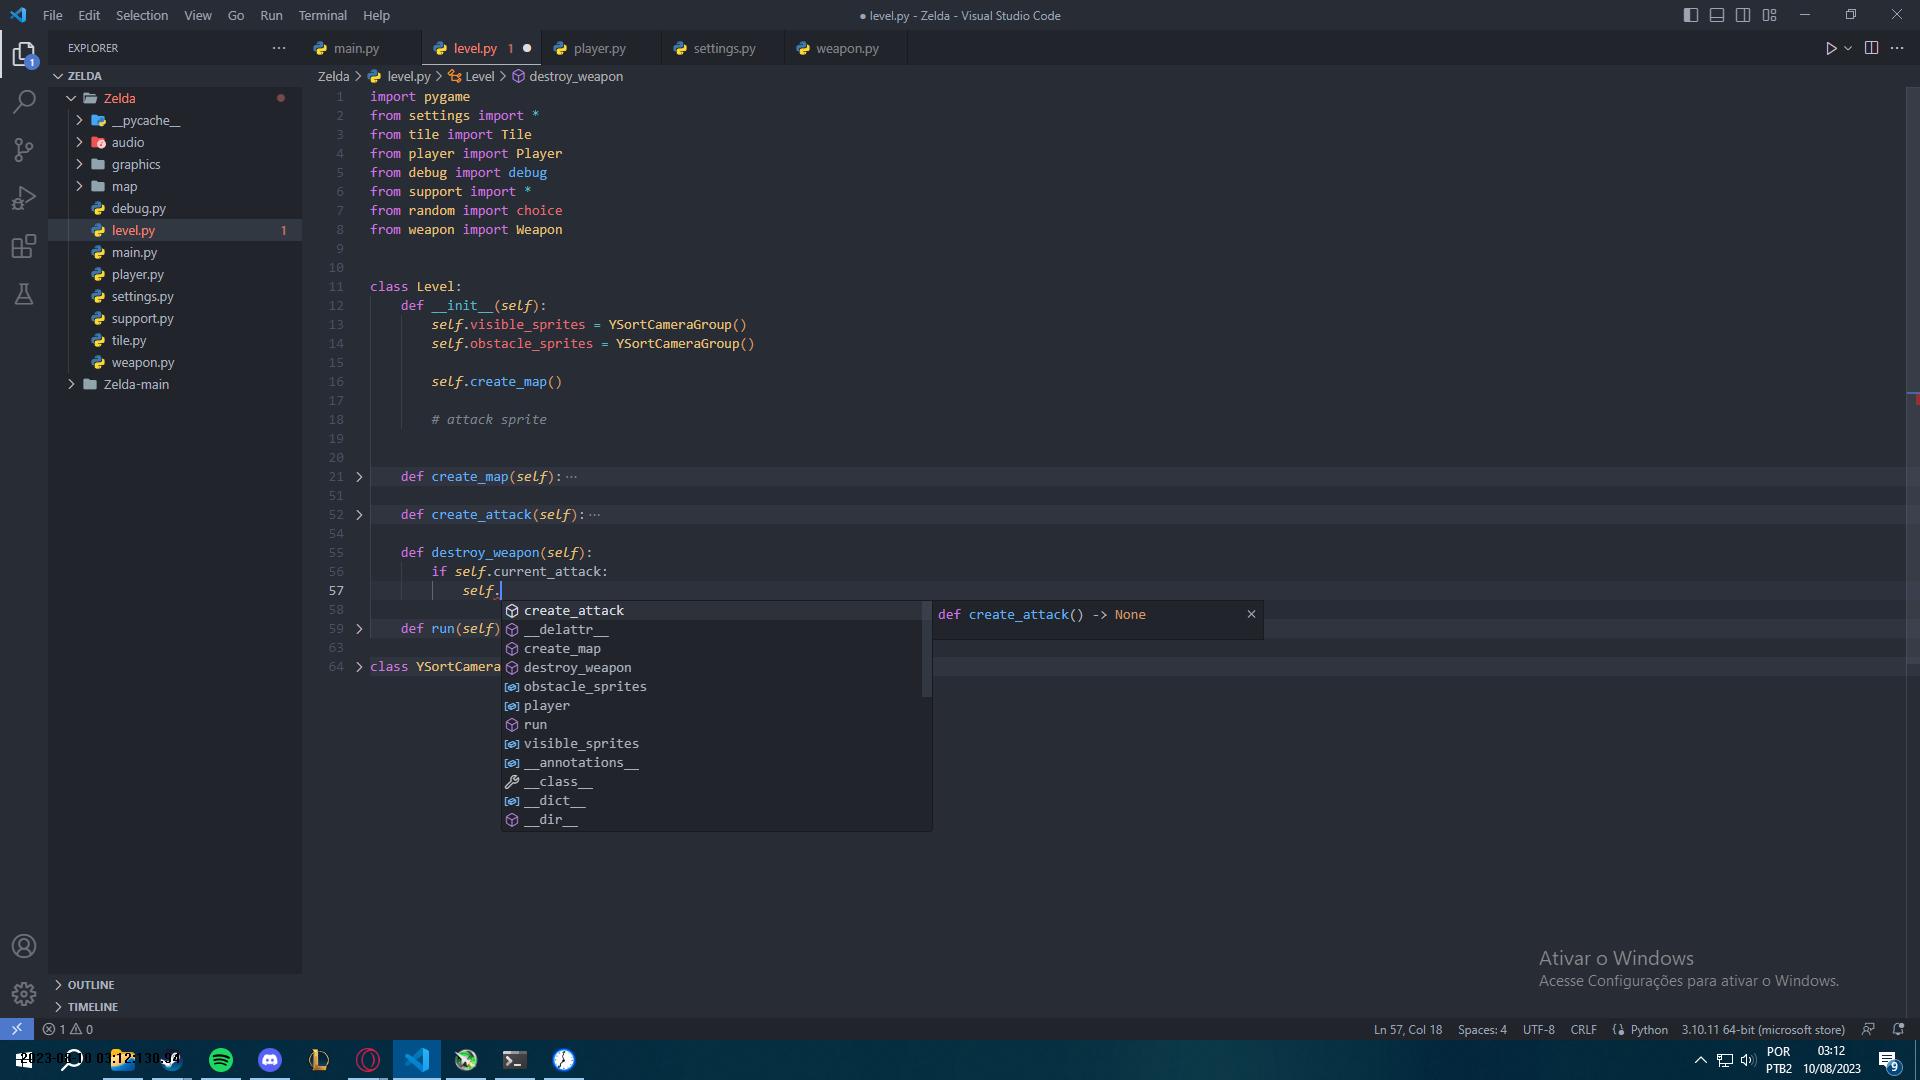 File Edit Selection View Go Run Terminal Help
● level.py - Zelda - Visual Studio Code
EXPLORER
main.py
level.py 1
player.py
settings.py
weapon.py
ZELDA
Zelda > level.py > Level > destroy_weapon
Zelda
__pycache__
audio
graphics
map
debug.py
level.py 1
main.py
player.py
settings.py
support.py
tile.py
weapon.py
Zelda-main
OUTLINE
TIMELINE
1
1 import pygame
2 from settings import *
3 from tile import Tile
4 from player import Player
5 from debug import debug
6 from support import *
7 from random import choice
8 from weapon import Weapon
9
10
11 class Level:
12 def __init__(self):
13 self.visible_sprites = YSortCameraGroup()
14 self.obstacle_sprites = YSortCameraGroup()
15
16 self.create_map()
17
18 # attack sprite
19
20
21 def create_map(self): ···
51
52 def create_attack(self): ···
54
55 def destroy_weapon(self):
56 if self.current_attack:
57 self.
58
59 def run(self)
63
64 class YSortCamera
create_attack
__delattr__
create_map
destroy_weapon
obstacle_sprites
player
run
visible_sprites
__annotations__
__class__
__dict__
__dir__
def create_attack() -> None
Ativar o Windows
Acesse Configurações para ativar o Windows.
1 0
Ln 57, Col 18 Spaces: 4 UTF-8 CRLF Python 3.10.11 64-bit (microsoft store)
POR
PTB2
03:12
10/08/2023
9